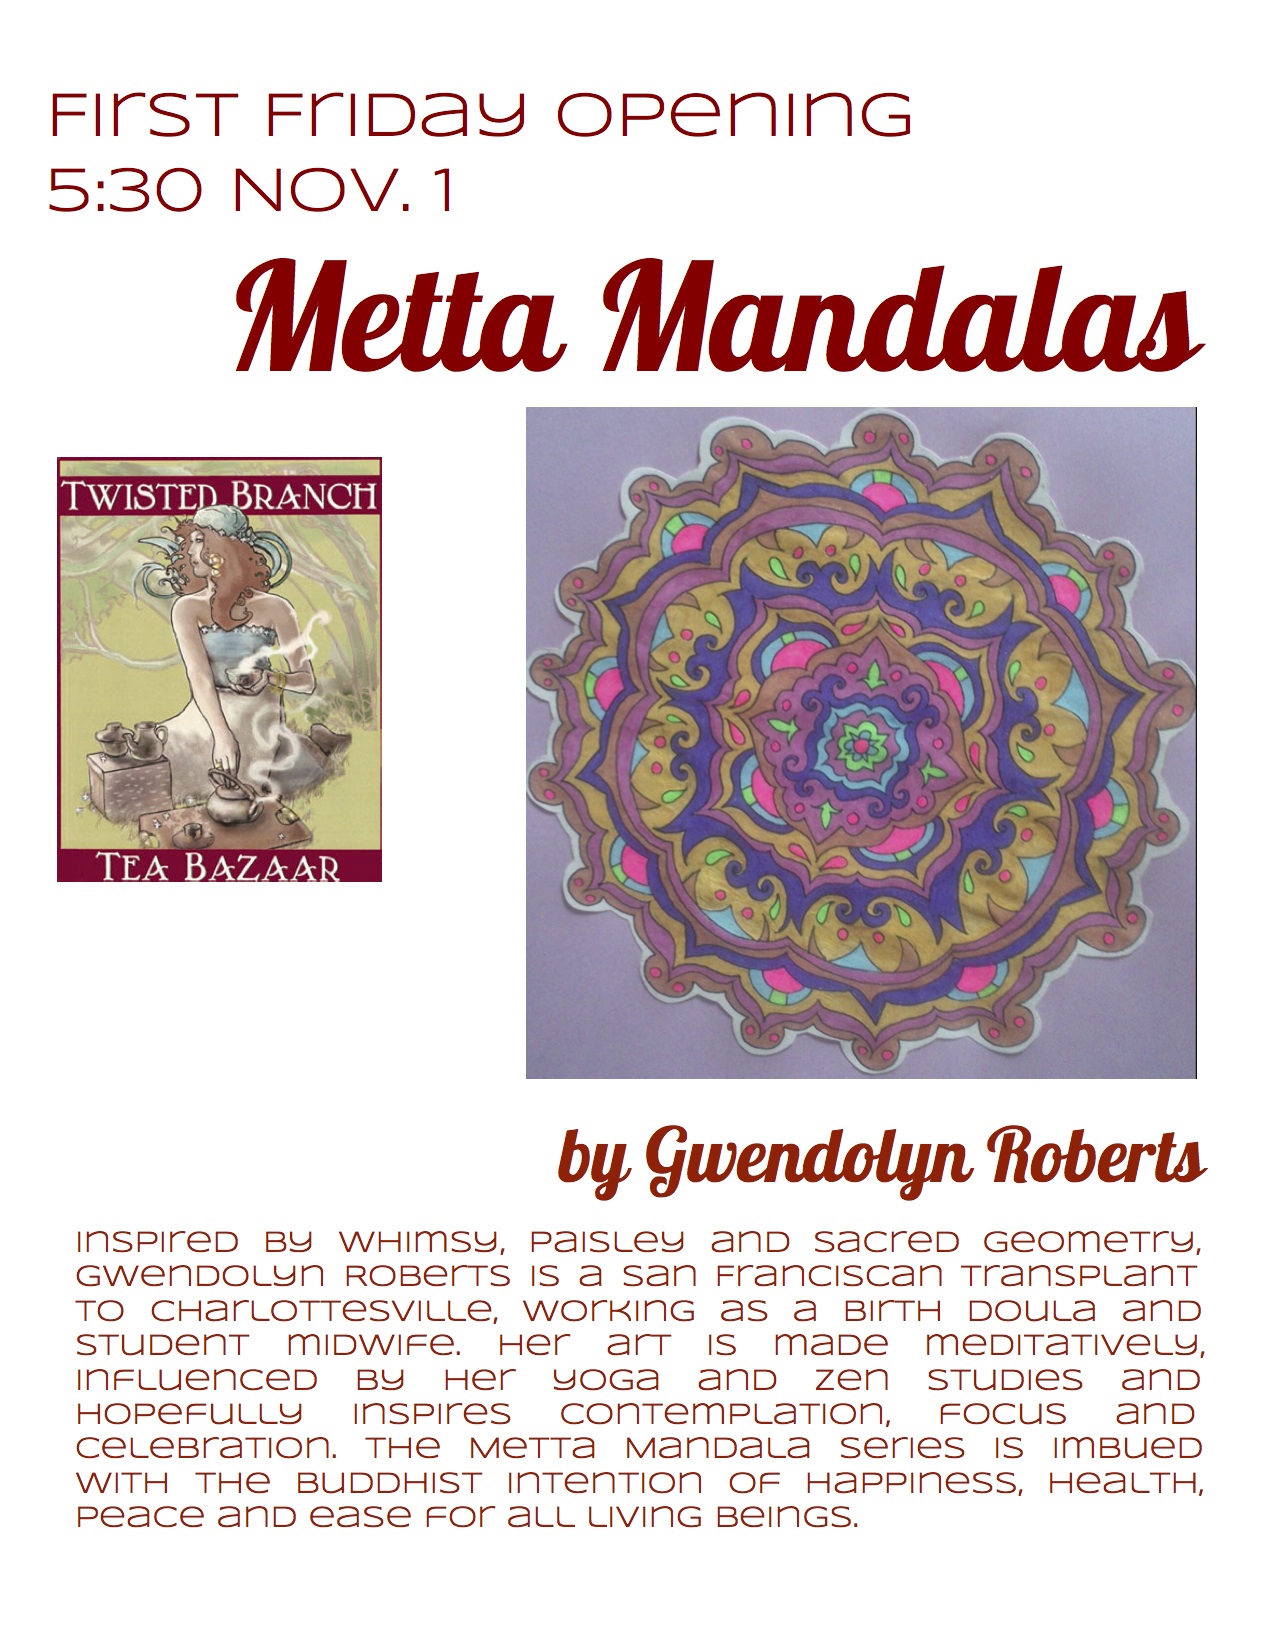 First Friday Opening
5:30 Nov. 1
Metta Mandalas
Twisted Branch
Tea Bazaar
by Gwendolyn Roberts
Inspired by whimsy, paisley and sacred geometry,
Gwendolyn Roberts is a San Franciscan transplant
to Charlottesville, working as a birth doula and
student midwife. Her art is made meditatively,
influenced by her yoga and zen studies and
hopefully inspires contemplation, focus and
celebration. The Metta Mandala series is imbued
with the Buddhist intention of happiness, health,
peace and ease for all living beings.